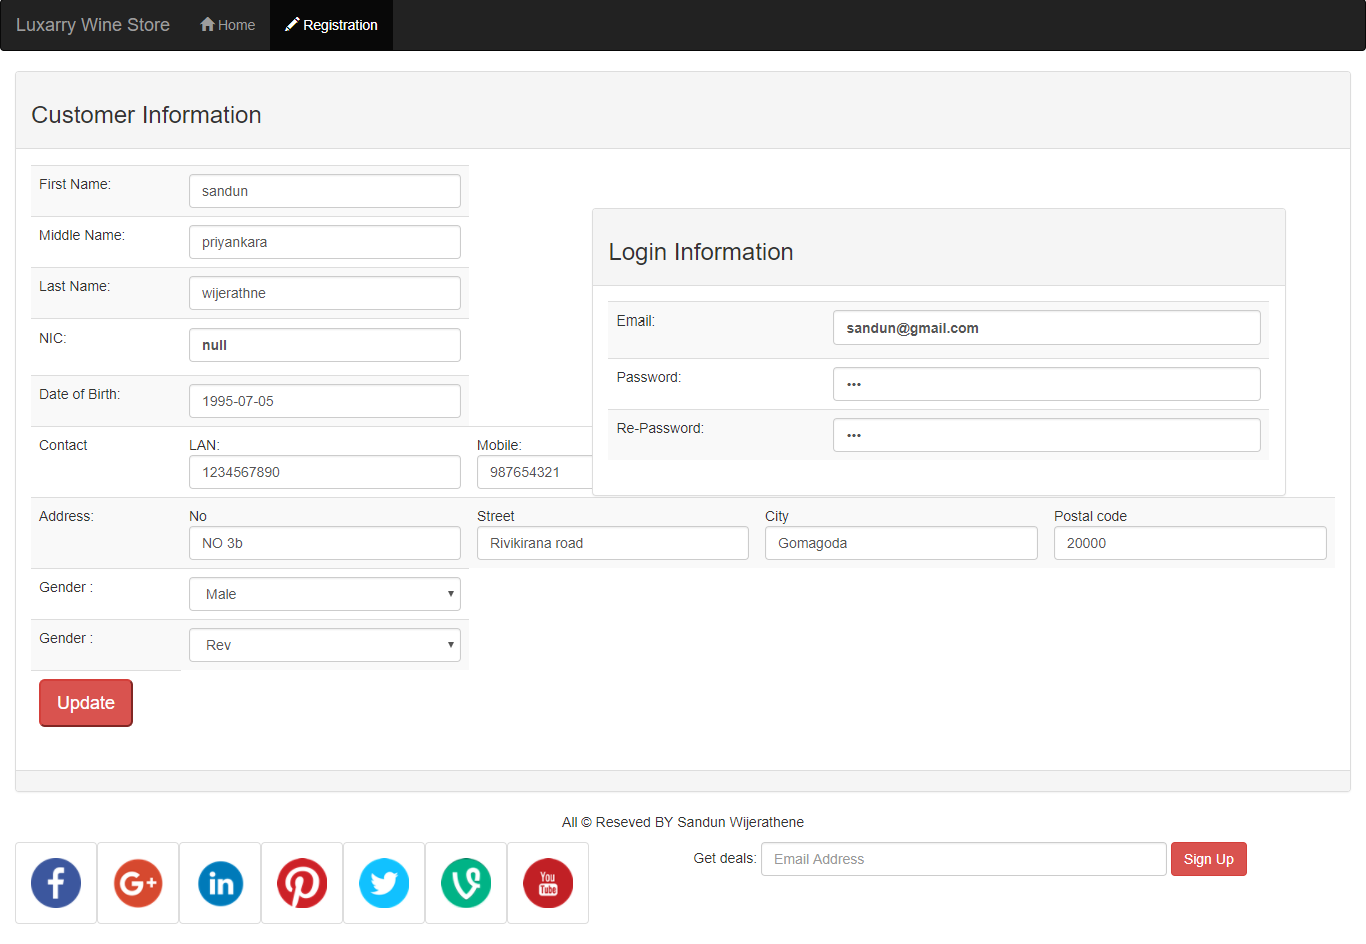 Luxarry Wine Store Home Registration
Customer Information
First Name: sandun
Middle Name: priyankara
Last Name: wijerathne
NIC: null
Date of Birth: 1995-07-05
Contact LAN: Mobile:
1234567890 987654321
Login Information
Email: sandun@gmail.com
Password: •••
Re-Password: •••
Address: No Street City Postal code
NO 3b Rivikirana road Gomagoda 20000
Gender : Male
Gender : Rev
Update
All © Reseved BY Sandun Wijerathene
f G+ in You Tube
Get deals: Email Address Sign Up